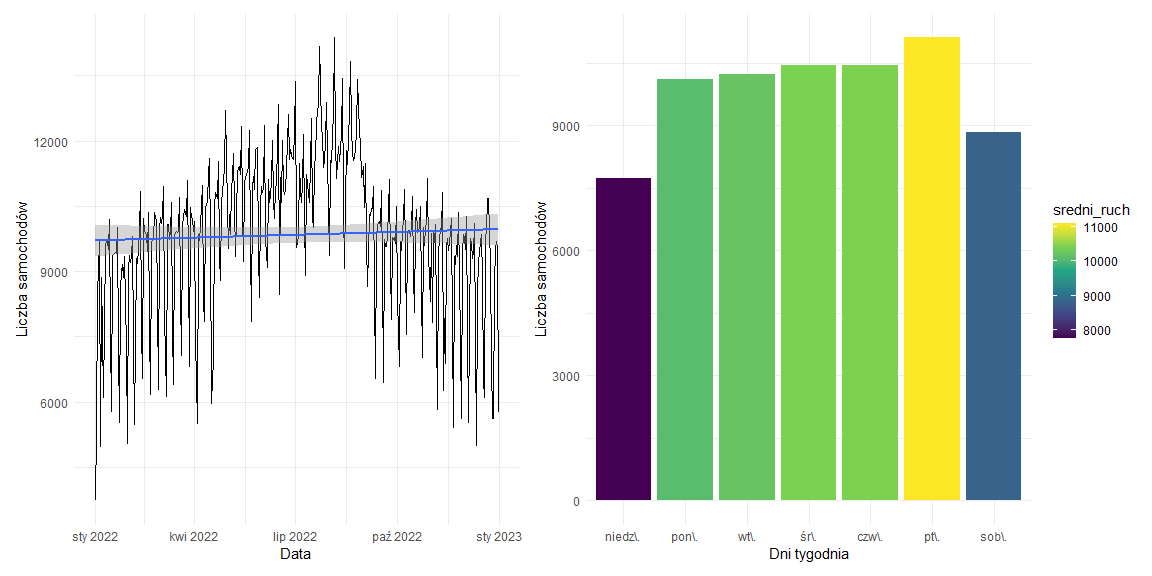 Liczba samochodów
12000
9000
6000
sty 2022
kwi 2022
lip 2022
paź 2022
sty 2023
Data
Liczba samochodów
9000
6000
3000
0
niedz\.
pon\.
wt\.
śr\.
czw\.
pt\.
sob\.
Dni tygodnia
sredni_ruch
11000
10000
9000
8000